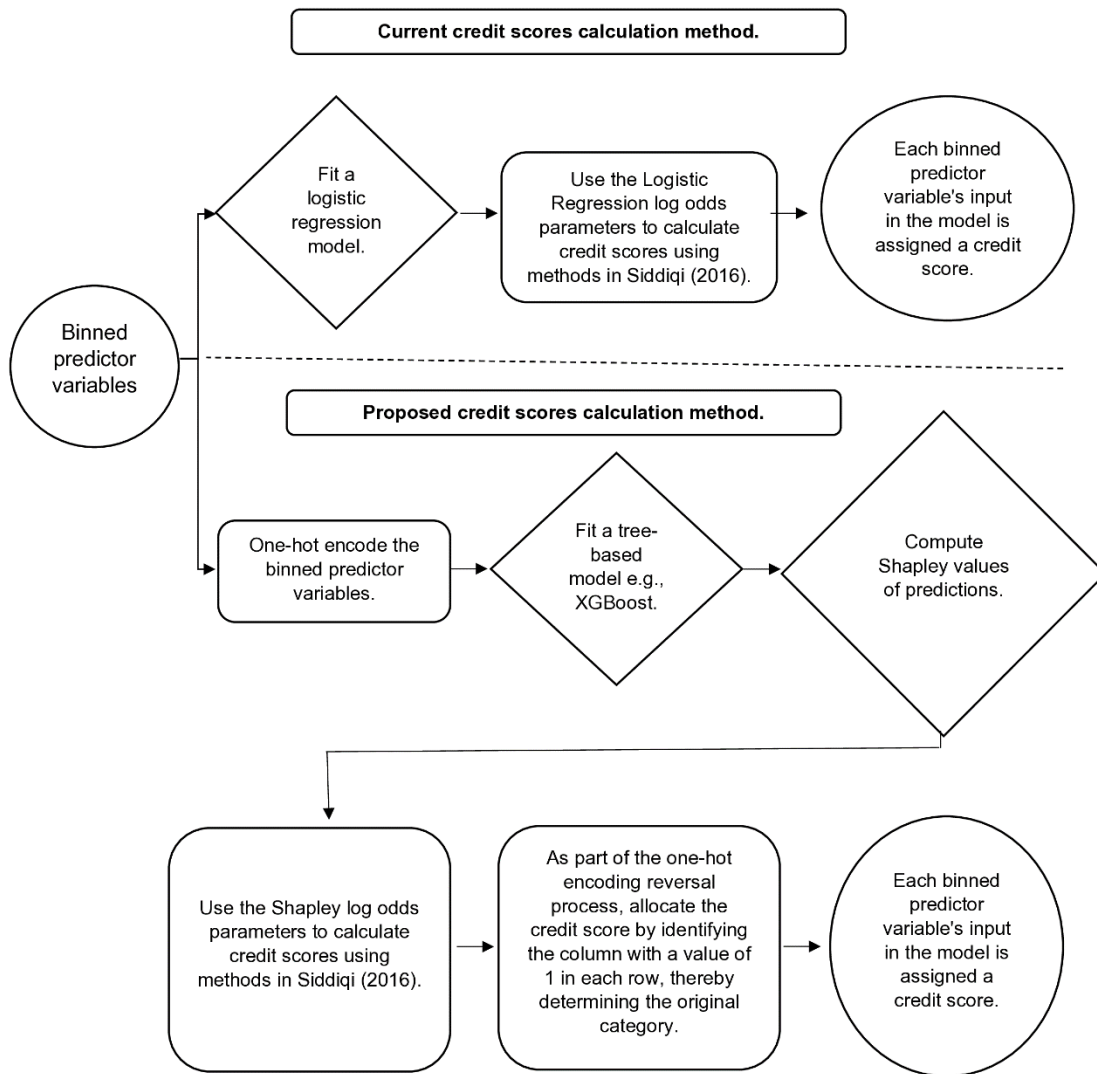 Current credit scores calculation method.
Binned
predictor
variables
Fit a
logistic
regression
model.
Use the Logistic
Regression log odds
parameters to calculate
credit scores using
methods in Siddiqi (2016).
Each binned
predictor
variable's input
in the model is
assigned a credit
score.
Proposed credit scores calculation method.
One-hot encode the
binned predictor
variables.
Fit a tree-
based
model e.g.,
XGBoost.
Compute
Shapley values
of predictions.
Use the Shapley log odds
parameters to calculate
credit scores using
methods in Siddiqi (2016).
As part of the one-hot
encoding reversal
process, allocate the
credit score by identifying
the column with a value of
1 in each row, thereby
determining the original
category.
Each binned
predictor
variable's input
in the model is
assigned a
credit score.